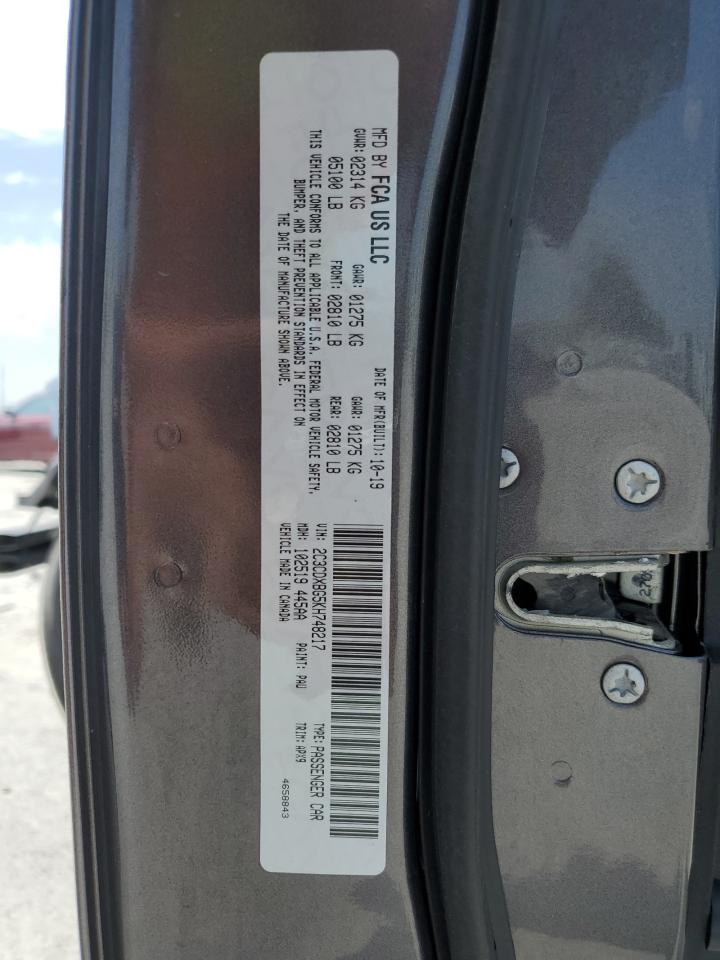 MFD BY FCA US LLC
DATE OF MFR(BUILT): 10-19
GVWR: 02314 KG GAWR: 01275 KG GAWR: 01275 KG
05100 LB FRONT: 02810 LB REAR: 02810 LB
THIS VEHICLE CONFORMS TO ALL APPLICABLE U.S.A. FEDERAL MOTOR VEHICLE SAFETY,
BUMPER, AND THEFT PREVENTION STANDARDS IN EFFECT ON
THE DATE OF MANUFACTURE SHOWN ABOVE.
VIN: 2C3CDXBG5KH748217 TYPE: PASSENGER CAR
MDH: 102519 445AA PAINT: PAU TRIM: APX9
VEHICLE MADE IN CANADA
4658843